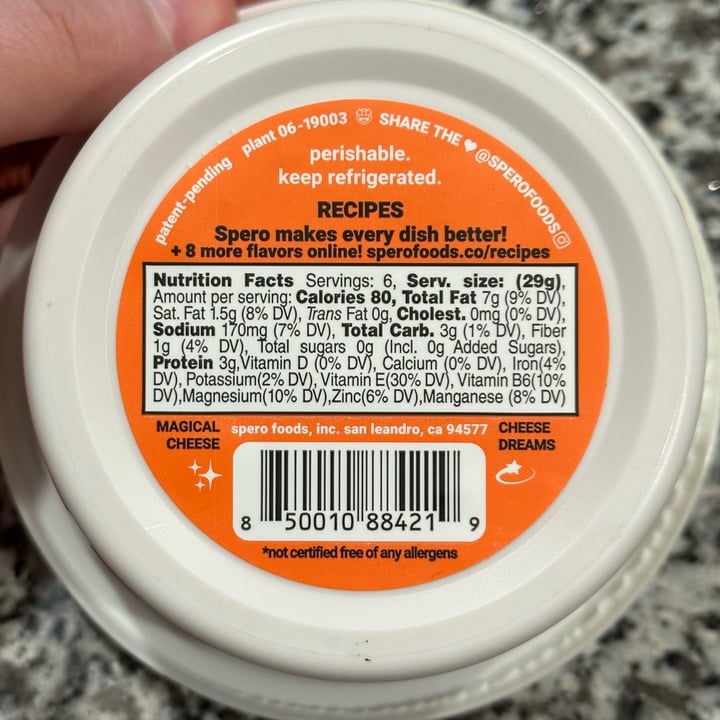 patent-pending plant 06-19003 SHARE THE @SPEROFOODS
perishable.
keep refrigerated.
RECIPES
Spero makes every dish better!
+ 8 more flavors online! sperofoods.co/recipes
Nutrition Facts Servings: 6, Serv. size: (29g),
Amount per serving: Calories 80, Total Fat 7g (9% DV),
Sat. Fat 1.5g (8% DV), Trans Fat 0g, Cholest. 0mg (0% DV),
Sodium 170mg (7% DV), Total Carb. 3g (1% DV), Fiber
1g (4% DV), Total sugars 0g (Incl. 0g Added Sugars),
Protein 3g,Vitamin D (0% DV), Calcium (0% DV), Iron(4%
DV), Potassium(2% DV), Vitamin E(30% DV), Vitamin B6(10%
DV),Magnesium(10% DV),Zinc(6% DV),Manganese (8% DV)
MAGICAL
CHEESE
spero foods, inc. san leandro, ca 94577
CHEESE
DREAMS
8 50010 88421 9
*not certified free of any allergens